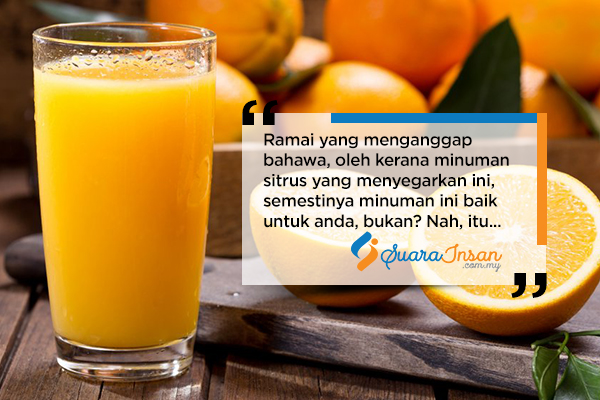 Ramai yang menganggap
bahawa, oleh kerana minuman
sitrus yang menyegarkan ini,
semestinya minuman ini baik
untuk anda, bukan? Nah, itu...
SuaraInsan
.com.my